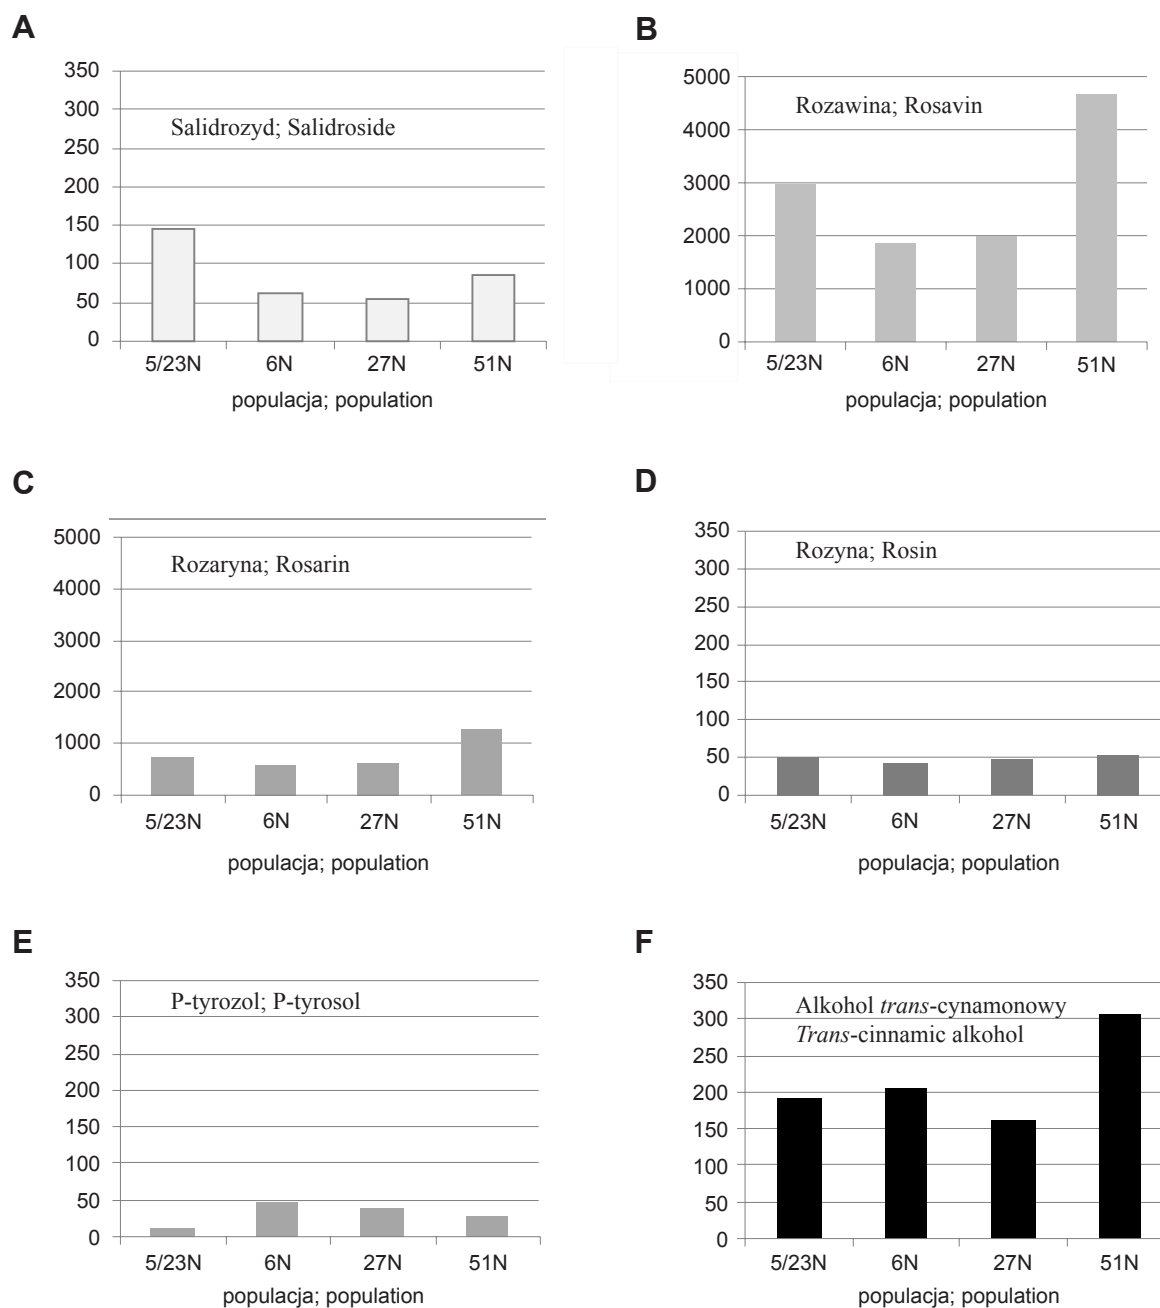 A
350
300
250
200
150
100
50
0
Salidrozyd; Salidroside
5/23N 6N 27N 51N
populacja; population
B
5000
4000
3000
2000
1000
0
Rozawina; Rosavin
5/23N 6N 27N 51N
populacja; population
C
5000
4000
3000
2000
1000
0
Rozaryna; Rosarin
5/23N 6N 27N 51N
populacja; population
D
350
300
250
200
150
100
50
0
Rozyna; Rosin
5/23N 6N 27N 51N
populacja; population
E
350
300
250
200
150
100
50
0
P-tyrozol; P-tyrosol
5/23N 6N 27N 51N
populacja; population
F
350
300
250
200
150
100
50
0
Alkohol trans-cynamonowy
Trans-cinnamic alkohol
5/23N 6N 27N 51N
populacja; population